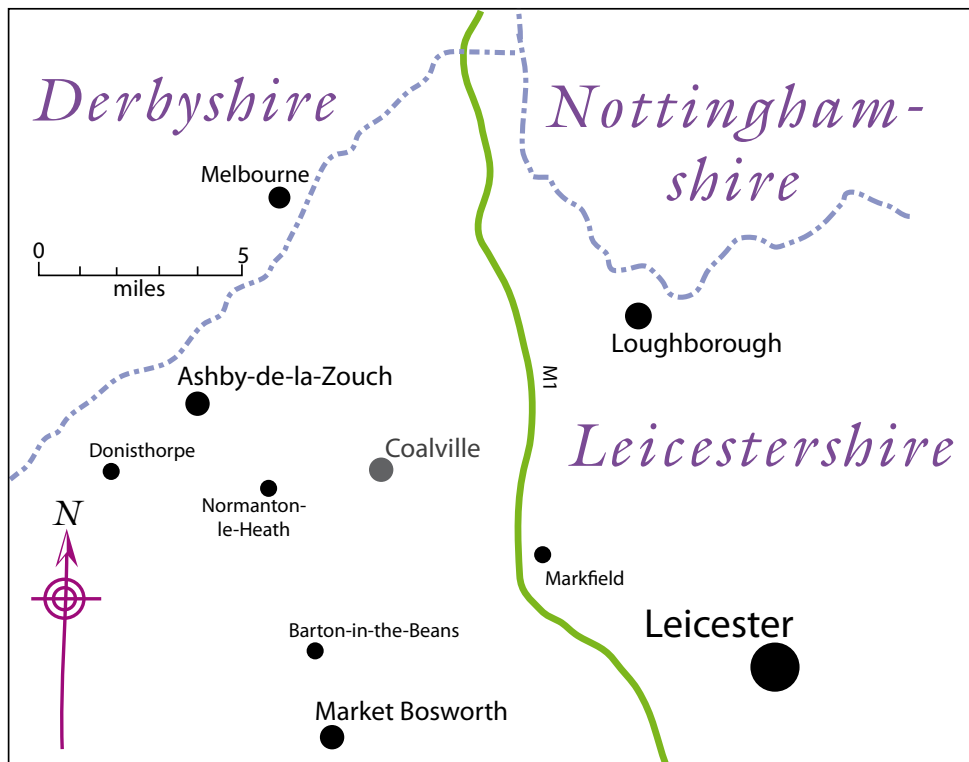 Derbyshire
Nottingham-
shire
Melbourne
0 5
miles
Loughborough
Ashby-de-la-Zouch
M1
Coalville
Leicestershire
Donisthorpe
Normanton-
le-Heath
N
Markfield
Leicester
Barton-in-the-Beans
Market Bosworth